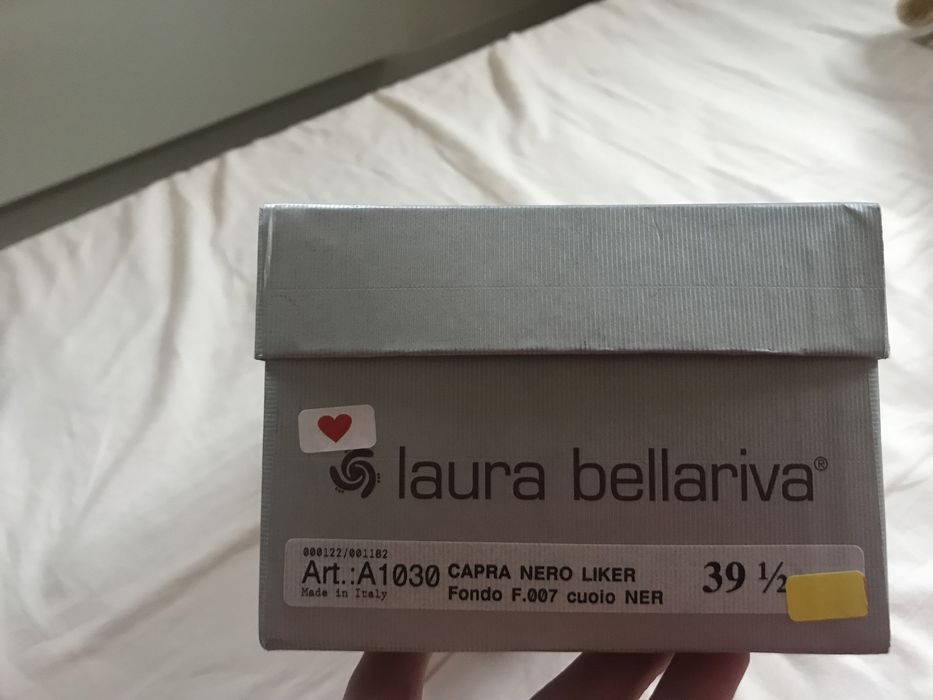 laura bellariva®
000122/001182
Art.:A1030 CAPRA NERO LIKER 39 ½
Made in Italy Fondo F.007 cuoio NER